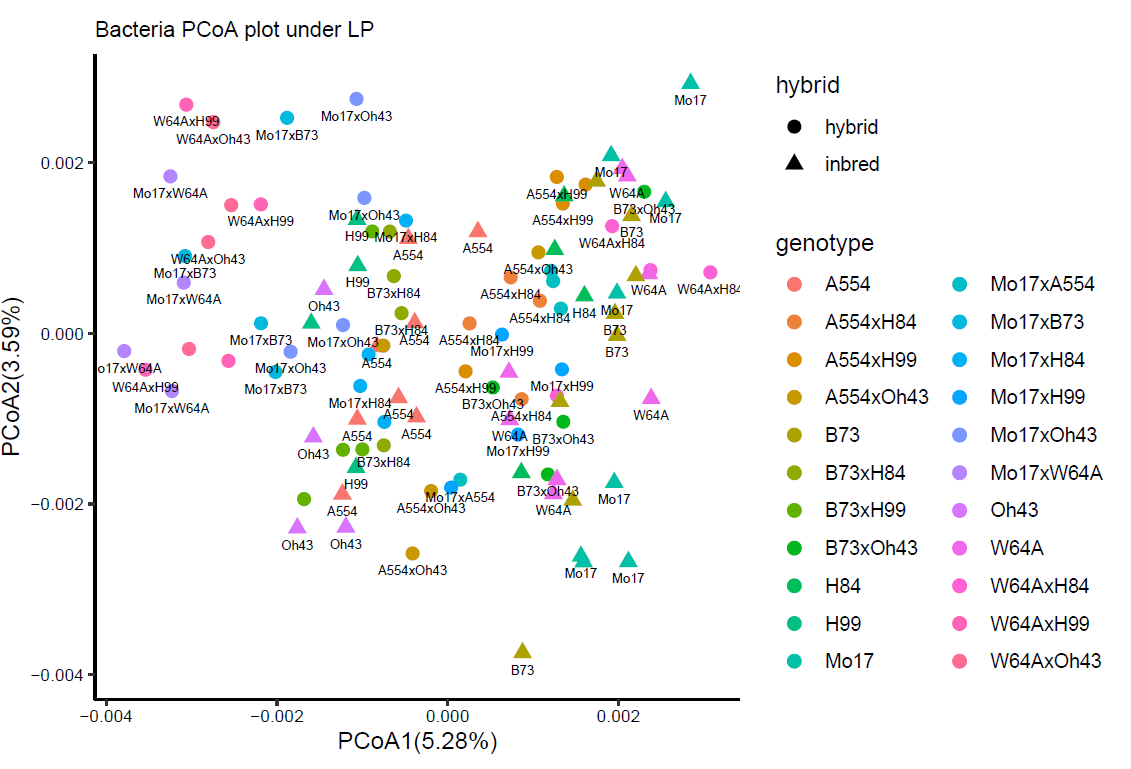 Bacteria PCoA plot under LP
PCoA2(3.59%)
0.002
0.000
−0.002
−0.004
−0.004
−0.002
0.000
0.002
PCoA1(5.28%)
Mo17
W64AxH99
W64AxOh43
Mo17xB73
Mo17xOh43
Mo17
Mo17xW64A
A554xH99
W64A
B73xOh43
Mo17xOh43
A554xH99
Mo17
W64AxH99
B73
H99
Mo17xH84
W64AxH84
A554
A554
W64AxOh43
A554xOh43
Mo17xB73
H99
W64A
W64AxH84
Mo17xW64A
B73xH84
A554xH84
Oh43
Mo17
H84
A554xH84
B73xH84
B73
Mo17xB73
Mo17xOh43
A554
A554xH84
Mo17xH99
B73
o17xW64A
Mo17xOh43
A554
W64AxH99
Mo17xB73
A554xH99
Mo17xH99
Mo17xW64A
Mo17xH84
B73xOh43
A554
A554xH84
W64A
A554
A554
W64A
B73xOh43
Oh43
B73xH84
Mo17xH99
H99
B73xOh43
Mo17
Mo17xA554
A554
A554xOh43
W64A
Oh43
Oh43
A554xOh43
Mo17
Mo17
B73
hybrid
hybrid
inbred
genotype
A554
A554xH84
A554xH99
A554xOh43
B73
B73xH84
B73xH99
B73xOh43
H84
H99
Mo17
Mo17xA554
Mo17xB73
Mo17xH84
Mo17xH99
Mo17xOh43
Mo17xW64A
Oh43
W64A
W64AxH84
W64AxH99
W64AxOh43